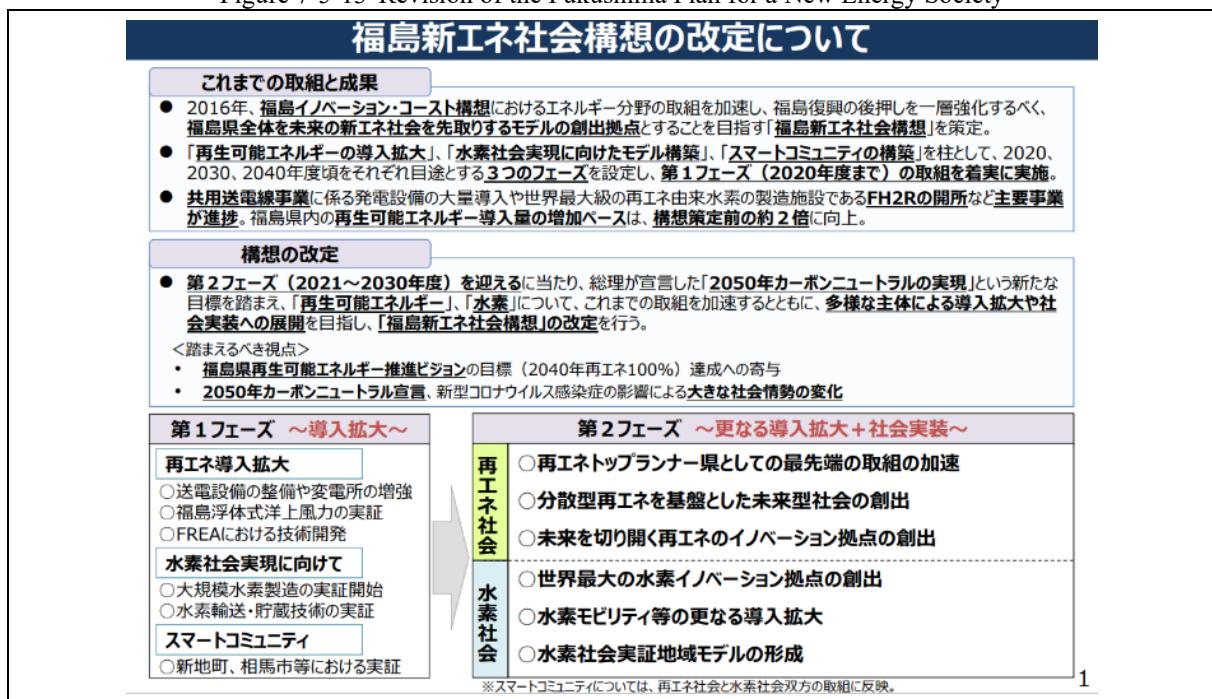 Figure 7-3-13 Revision of the Fukushima Plan for a New Energy Society
福島新エネ社会構想の改定について
これまでの取組と成果
● 2016年、福島イノベーション・コースト構想におけるエネルギー分野の取組を加速し、福島復興の後押しを一層強化するべく、
福島県全体を未来の新エネ社会を先取りするモデルの創出拠点とすることを目指す「福島新エネ社会構想」を策定。
● 「再生可能エネルギーの導入拡大」、「水素社会実現に向けたモデル構築」、「スマートコミュニティの構築」を柱として、2020、
2030、2040年度頃をそれぞれ目途とする3つのフェーズを設定し、第1フェーズ（2020年度まで）の取組を着実に実施。
● 共用送電線事業に係る発電設備の大量導入や世界最大級の再エネ由来水素の製造施設であるFH2Rの開所など主要事業
が進捗。福島県内の再生可能エネルギー導入量の増加ペースは、構想策定前の約2倍に向上。
構想の改定
● 第2フェーズ（2021～2030年度）を迎えるに当たり、総理が宣言した「2050年カーボンニュートラルの実現」という新たな
目標を踏まえ、「再生可能エネルギー」、「水素」について、これまでの取組を加速するとともに、多様な主体による導入拡大や社
会実装への展開を目指し、「福島新エネ社会構想」の改定を行う。
＜踏まえるべき視点＞
• 福島県再生可能エネルギー推進ビジョンの目標（2040年再エネ100%）達成への寄与
• 2050年カーボンニュートラル宣言、新型コロナウイルス感染症の影響による大きな社会情勢の変化
第1フェーズ ～導入拡大～
再エネ導入拡大
○送電設備の整備や変電所の増強
○福島浮体式洋上風力の実証
○FREAにおける技術開発
水素社会実現に向けて
○大規模水素製造の実証開始
○水素輸送・貯蔵技術の実証
スマートコミュニティ
○新地町、相馬市等における実証
第2フェーズ ～更なる導入拡大＋社会実装～
再エネ社会
○再エネトップランナー県としての最先端の取組の加速
○分散型再エネを基盤とした未来型社会の創出
○未来を切り開く再エネのイノベーション拠点の創出
水素社会
○世界最大の水素イノベーション拠点の創出
○水素モビリティ等の更なる導入拡大
○水素社会実証地域モデルの形成
※スマートコミュニティについては、再エネ社会と水素社会双方の取組に反映。
1